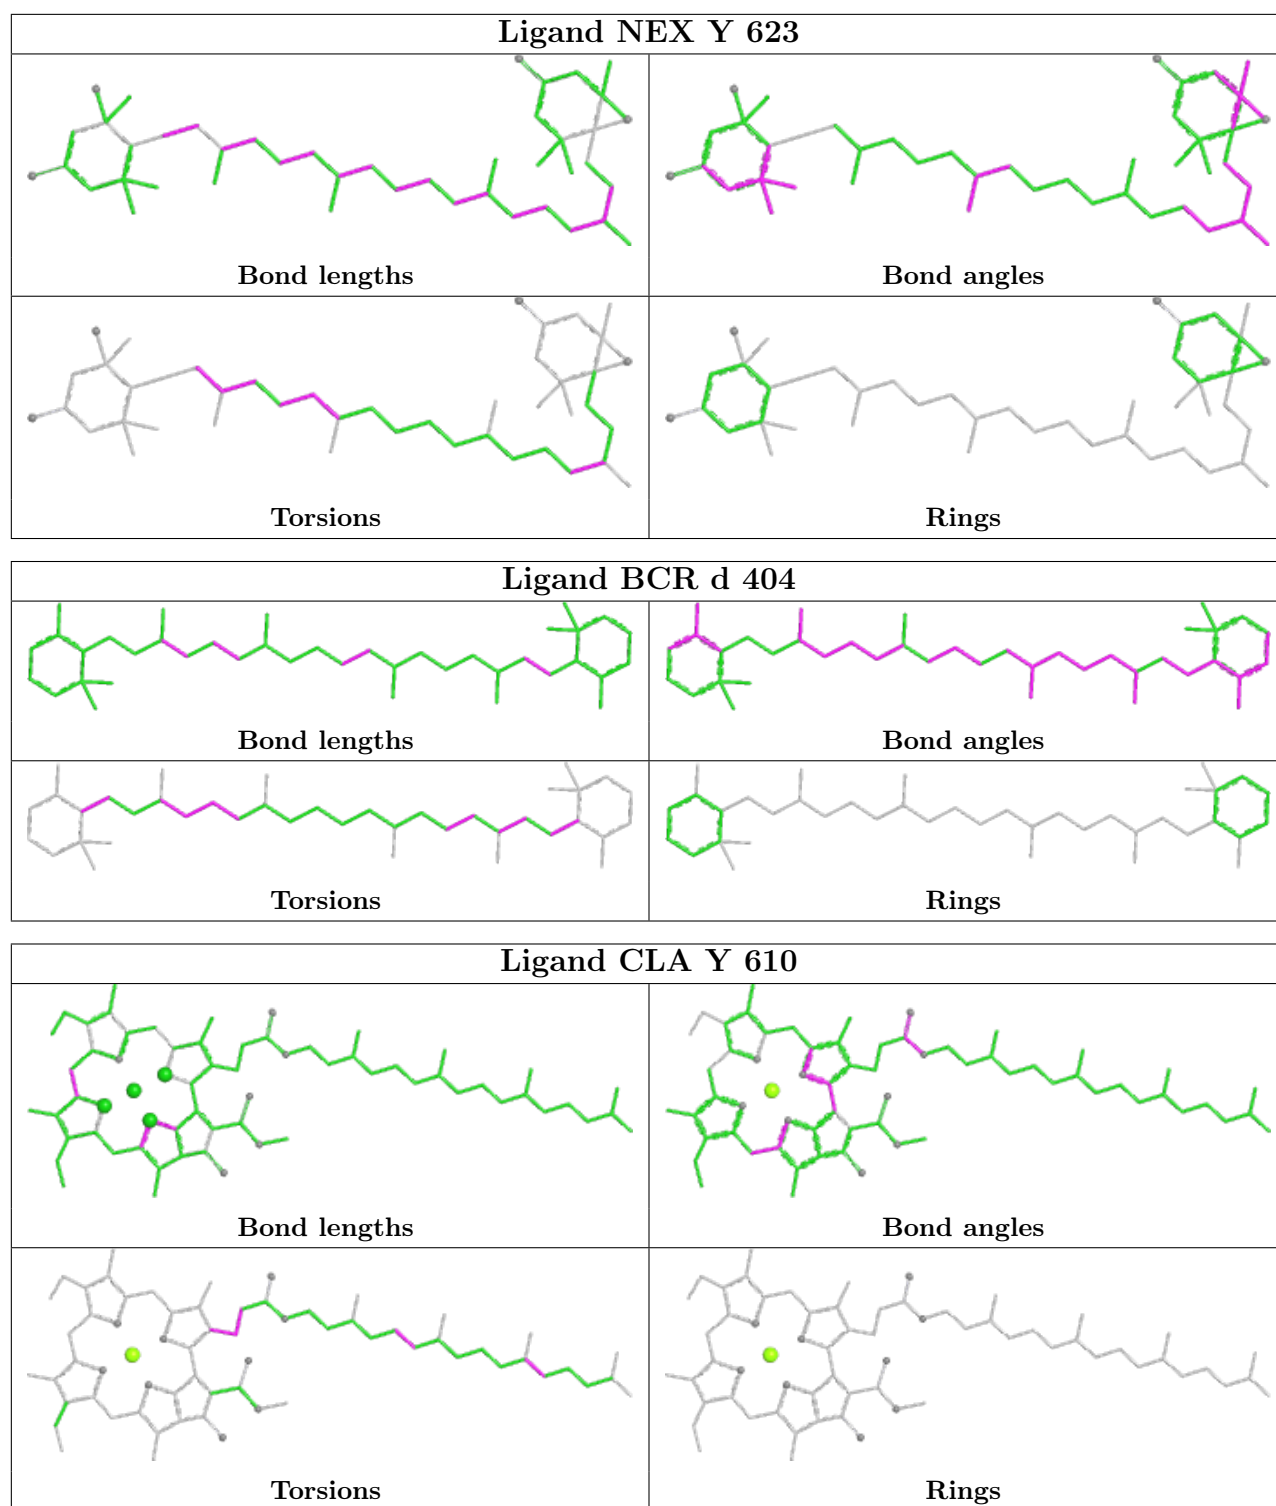 Ligand NEX Y 623
Bond lengths
Bond angles
Torsions
Rings
Ligand BCR d 404
Bond lengths
Bond angles
Torsions
Rings
Ligand CLA Y 610
Bond lengths
Bond angles
Torsions
Rings